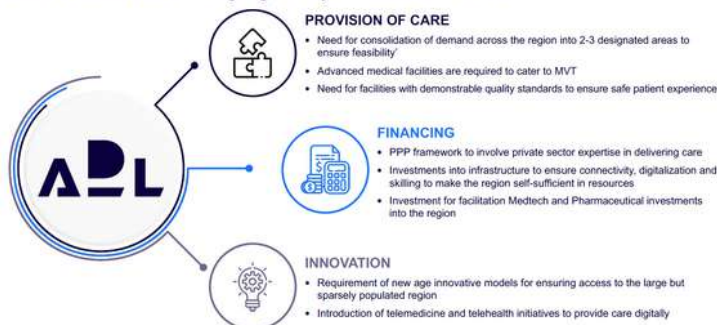 ADL
PROVISION OF CARE
• Need for consolidation of demand across the region into 2-3 designated areas to
ensure feasibility'
• Advanced medical facilities are required to cater to MVT
• Need for facilities with demonstrable quality standards to ensure safe patient experience
FINANCING
• PPP framework to involve private sector expertise in delivering care
• Investments into infrastructure to ensure connectivity, digitalization and
skilling to make the region self-sufficient in resources
• Investment for facilitation Medtech and Pharmaceutical investments
into the region
INNOVATION
• Requirement of new age innovative models for ensuring access to the large but
sparsely populated region
• Introduction of telemedicine and telehealth initiatives to provide care digitally